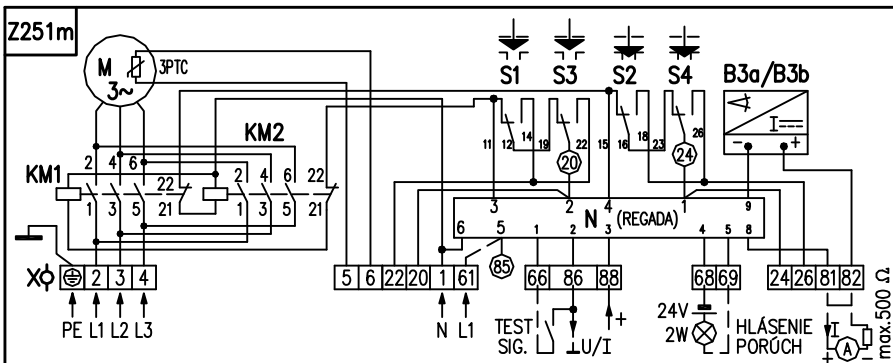 Z251m
M
3~
3PTC
S1
S3
S2
S4
B3a/B3b
I
- +
KM2
KM1
2 4 6
22
21
1 3 5
2 4 6
22
21
1 3 5
11 12 14 19 22 15 16 18 23 26
20
24
3 2 4 1 9
N (REGADA)
6 5 1 2 3 4 5 8
85
X
2 3 4
5 6 22 20 1 61
66 86 88
68 69
24 26 81 82
PE L1 L2 L3
N L1
TEST
SIG.
⊥U/I
+
24V
2W
HLÁSENIE
PORÚCH
I
+ A -
max.500 Ω